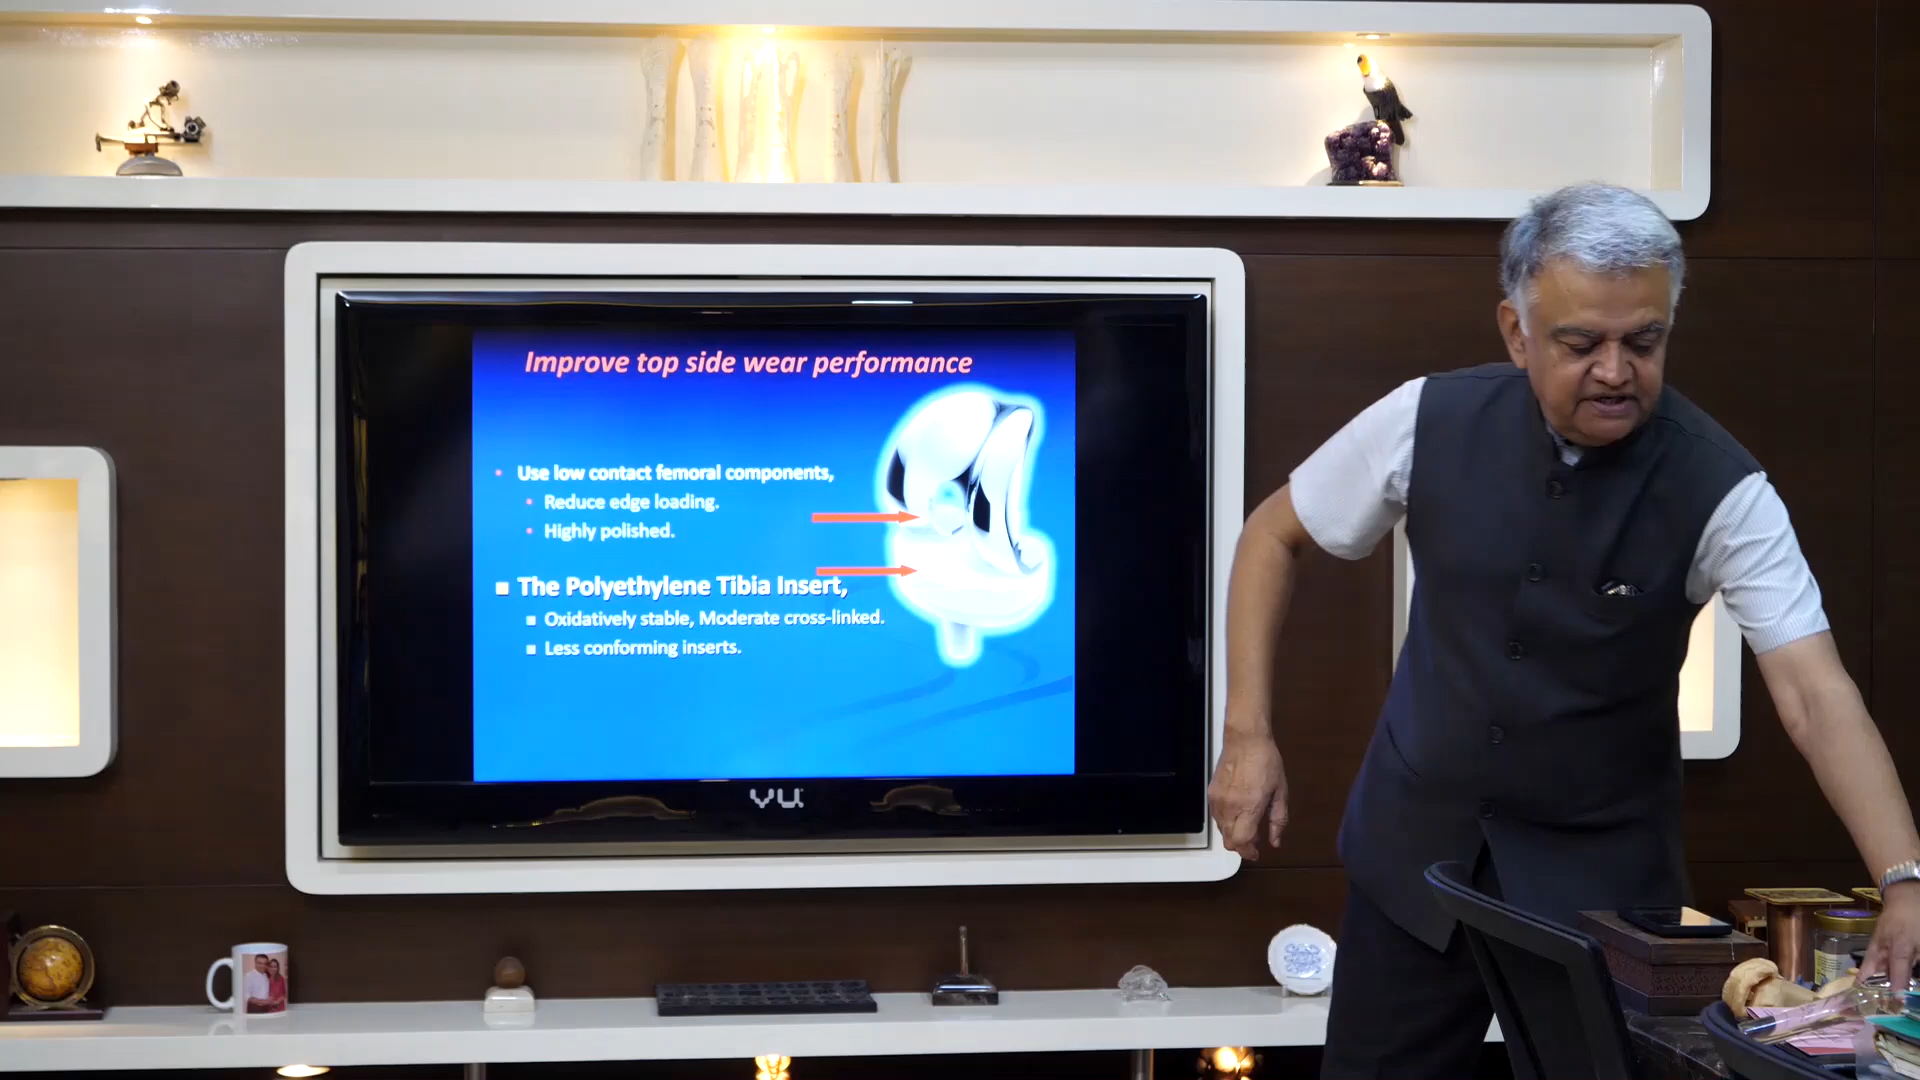 Improve top side wear performance
Use low contact femoral components,
Reduce edge loading.
Highly polished.
The Polyethylene Tibia Insert,
Oxidatively stable, Moderate cross-linked.
Less conforming inserts.
VU